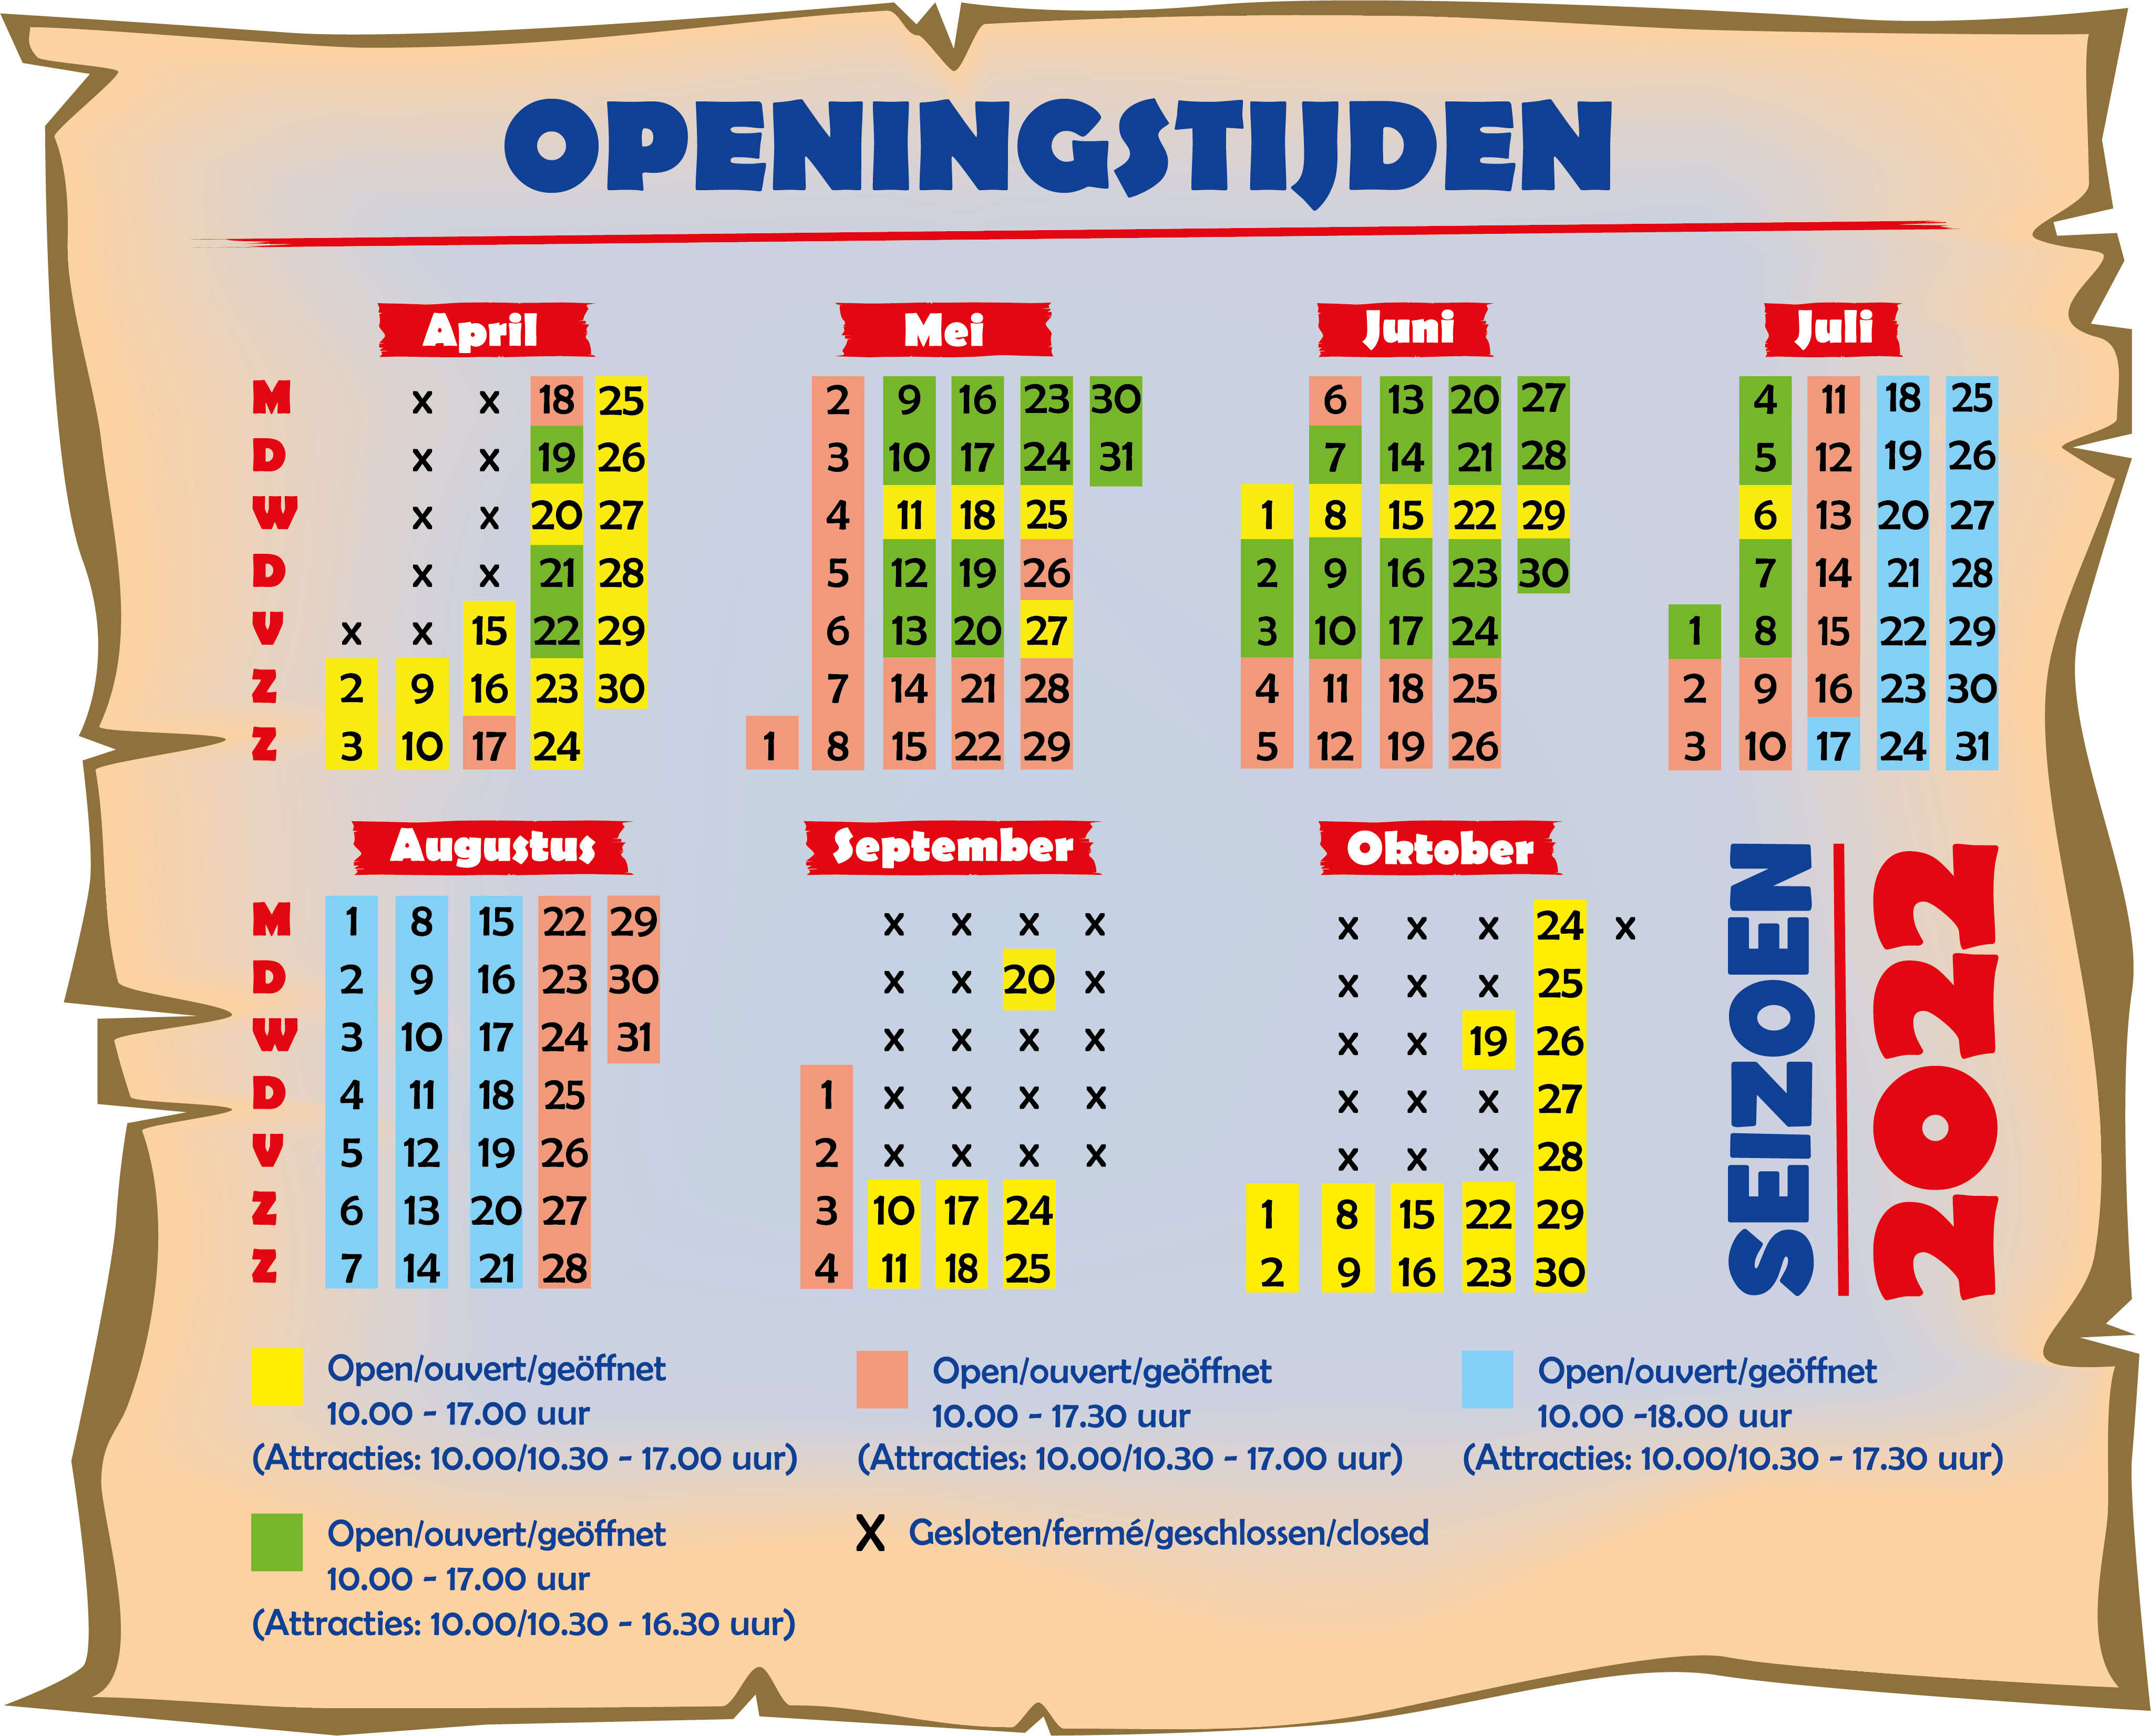 OPENINGSTIJDEN
April Mei Juni Juli
M x x 18 25 2 9 16 23 30 6 13 20 27 4 11 18 25
D x x 19 26 3 10 17 24 31 7 14 21 28 5 12 19 26
W x x 20 27 4 11 18 25 1 8 15 22 29 6 13 20 27
D x x 21 28 5 12 19 26 2 9 16 23 30 7 14 21 28
V x x 15 22 29 6 13 20 27 3 10 17 24 1 8 15 22 29
Z 2 9 16 23 30 7 14 21 28 4 11 18 25 2 9 16 23 30
Z 3 10 17 24 1 8 15 22 29 5 12 19 26 3 10 17 24 31
Augustus September Oktober
M 1 8 15 22 29 x x x x x x x 24 x
D 2 9 16 23 30 x x 20 x x x x 25
W 3 10 17 24 31 x x x x x x 19 26
D 4 11 18 25 1 x x x x x x x 27
V 5 12 19 26 2 x x x x x x x 28
Z 6 13 20 27 3 10 17 24 1 8 15 22 29
Z 7 14 21 28 4 11 18 25 2 9 16 23 30
SEIZOEN
2022
Open/ouvert/geöffnet
10.00 - 17.00 uur
(Attracties: 10.00/10.30 - 17.00 uur)
Open/ouvert/geöffnet
10.00 - 17.30 uur
(Attracties: 10.00/10.30 - 17.00 uur)
Open/ouvert/geöffnet
10.00 -18.00 uur
(Attracties: 10.00/10.30 - 17.30 uur)
Open/ouvert/geöffnet
10.00 - 17.00 uur
(Attracties: 10.00/10.30 - 16.30 uur)
X Gesloten/fermé/geschlossen/closed